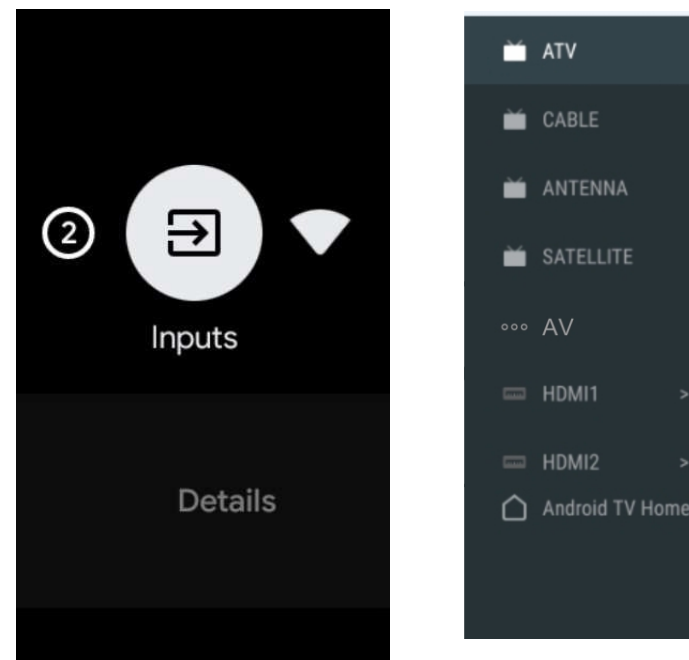 2
Inputs
Details
ATV
CABLE
ANTENNA
SATELLITE
AV
HDMI1 >
HDMI2 >
Android TV Home